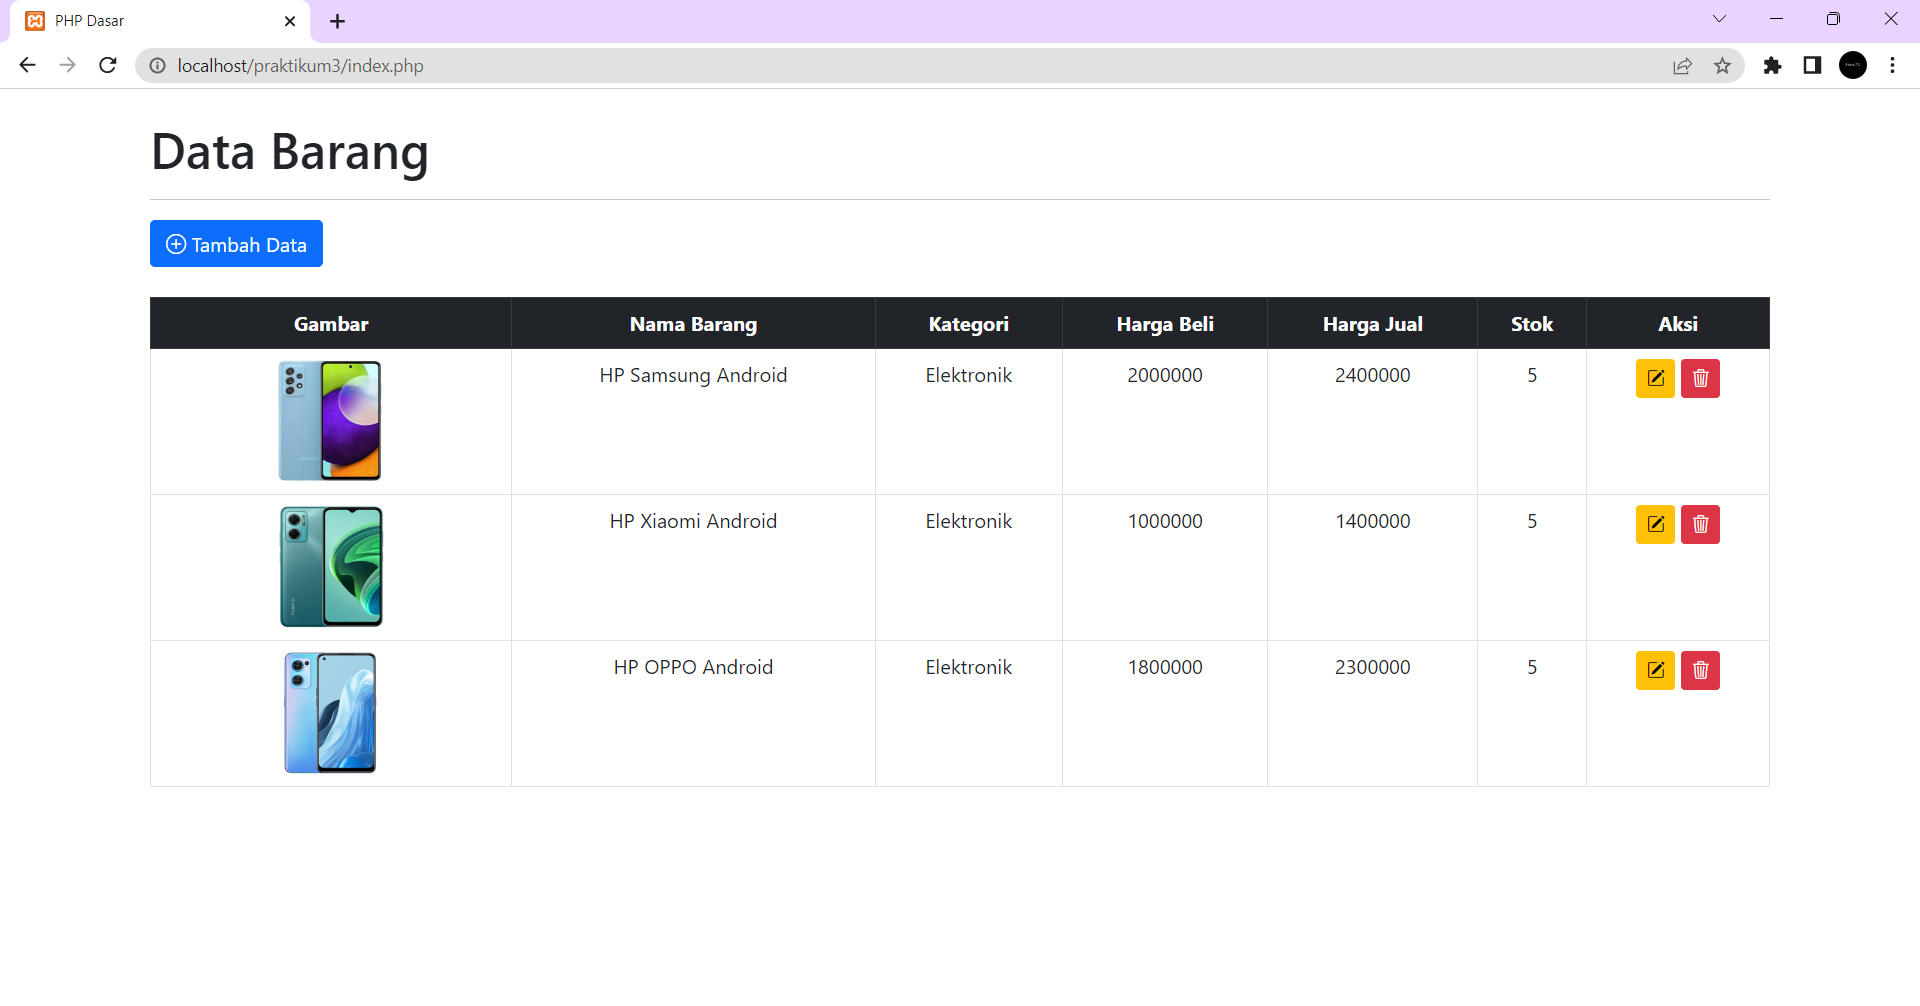 PHP Dasar
localhost/praktikum3/index.php
Data Barang
Tambah Data
Gambar Nama Barang Kategori Harga Beli Harga Jual Stok Aksi
HP Samsung Android Elektronik 2000000 2400000 5
HP Xiaomi Android Elektronik 1000000 1400000 5
HP OPPO Android Elektronik 1800000 2300000 5